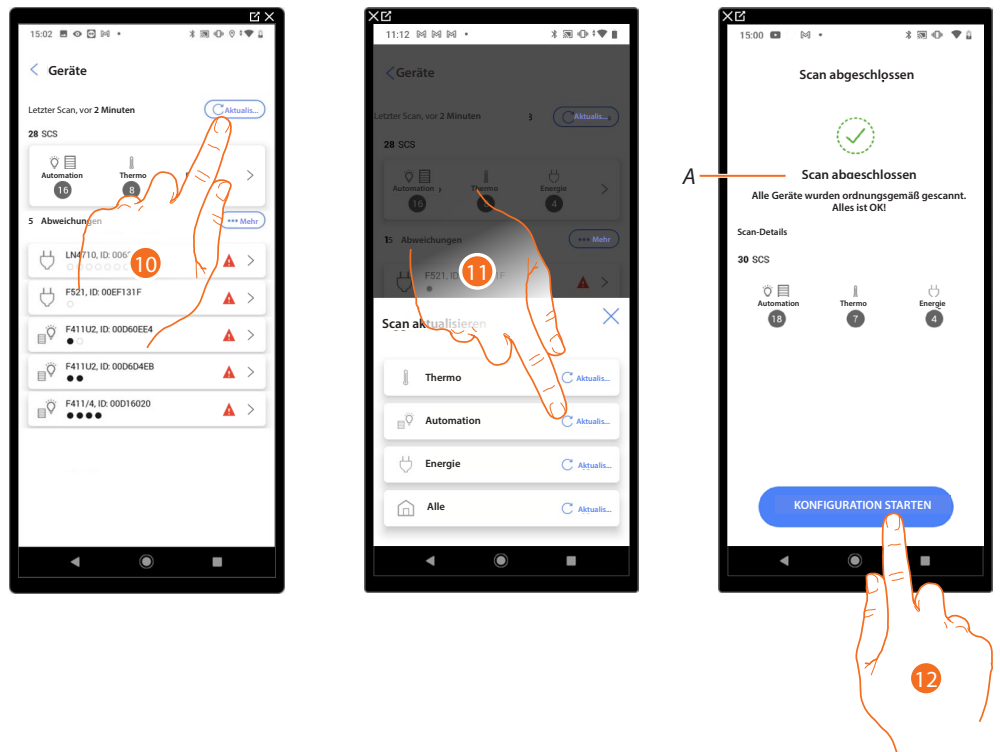 15:02
Geräte
Letzter Scan, vor 2 Minuten
Aktualis...
28 SCS
Automation
Thermo
16
8
5 Abweichungen
••• Mehr
LN4710, ID: 006
F521, ID: 00EF131F
F411U2, ID: 00D60EE4
F411U2, ID: 00D6D4EB
F411/4, ID: 00D16020
10
11:12
Geräte
Letzter Scan, vor 2 Minuten
Aktualis...
28 SCS
Automation
Thermo
Energie
16
4
15 Abweichungen
••• Mehr
F521, ID: 1F
11
Scan aktualisieren
Thermo
Aktualis...
Automation
Aktualis...
Energie
Aktualis...
Alle
Aktualis...
15:00
Scan abgeschlossen
A
Scan abgeschlossen
Alle Geräte wurden ordnungsgemäß gescannt.
Alles ist OK!
Scan-Details
30 SCS
Automation
Thermo
Energie
18
7
4
KONFIGURATION STARTEN
12